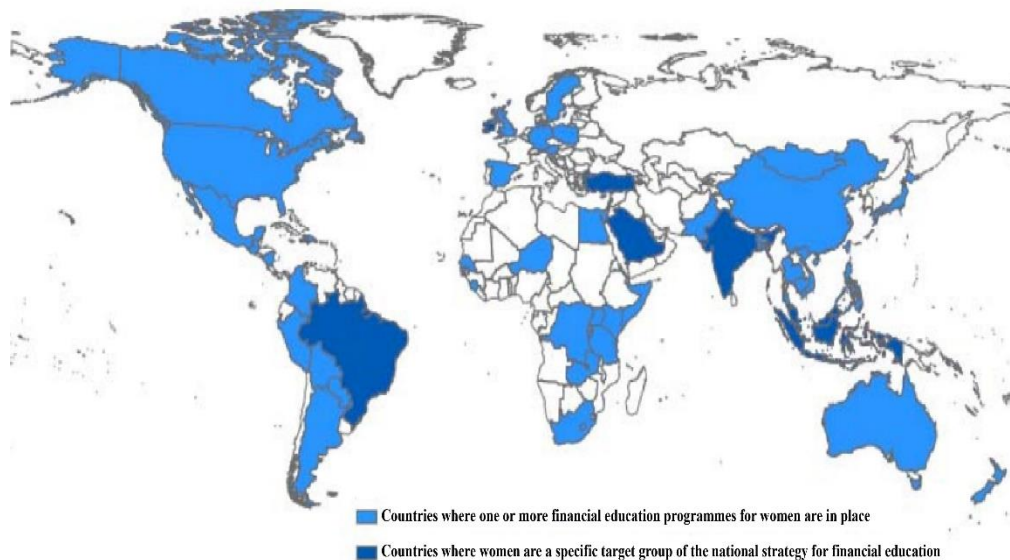 Countries where one or more financial education programmes for women are in place
Countries where women are a specific target group of the national strategy for financial education